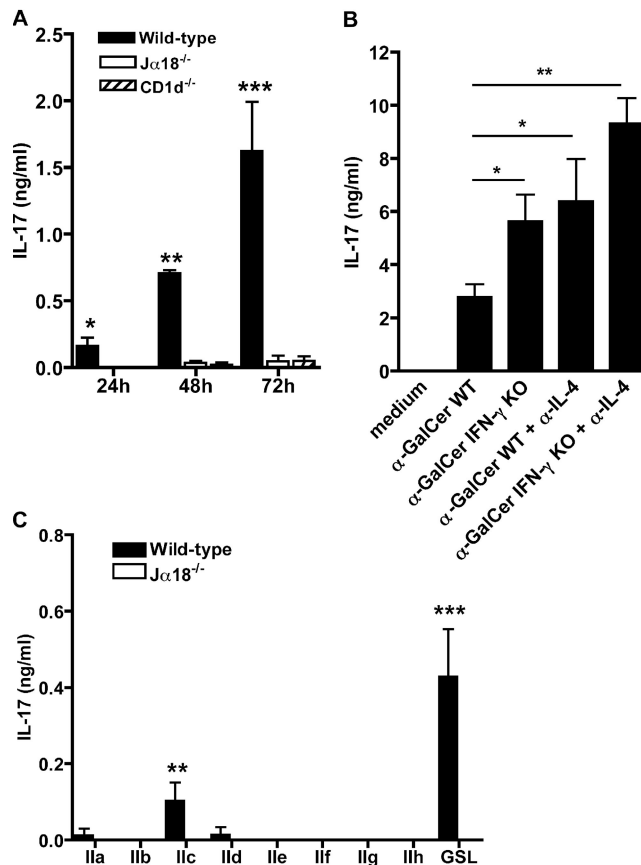 A
2.5
2.0
1.5
1.0
0.5
0.0
IL-17 (ng/ml)
Wild-type
Jα18-/-
CD1d-/-
*
**
***
24h
48h
72h
B
12
10
8
6
4
2
0
IL-17 (ng/ml)
**
*
*
medium
α-GalCer WT
α-GalCer IFN-γ KO
α-GalCer WT + α-IL-4
α-GalCer IFN-γ KO + α-IL-4
C
0.8
0.6
0.4
0.2
0.0
IL-17 (ng/ml)
Wild-type
Jα18-/-
**
***
IIa
IIb
IIc
IId
IIe
IIf
IIg
IIh
GSL